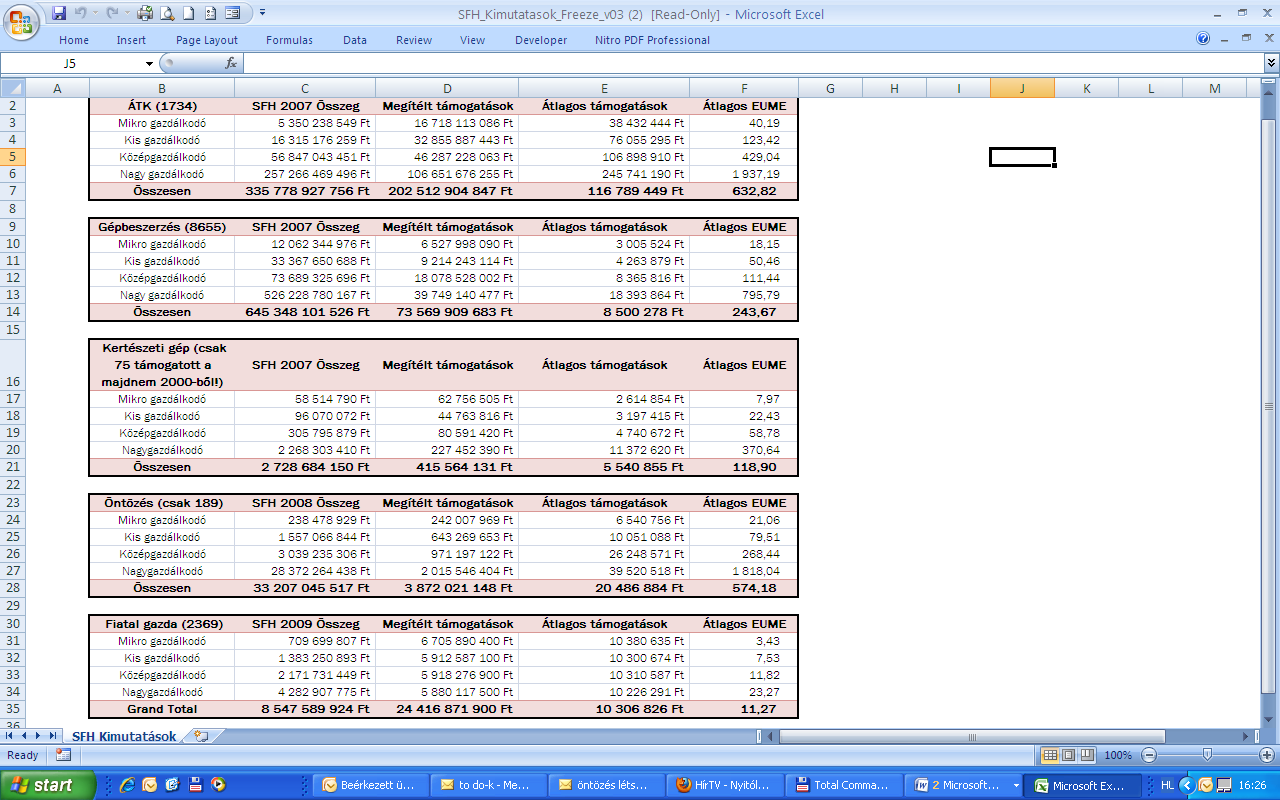 SFH_Kimutatasok_Freeze_v03 (2) [Read-Only] - Microsoft Excel
Home Insert Page Layout Formulas Data Review View Developer Nitro PDF Professional
J5 fx
A B C D E F G H I J K L M
2 ÁTK (1734) SFH 2007 Összeg Megítélt támogatások Átlagos támogatások Átlagos EUME
3 Mikro gazdálkodó 5 350 238 549 Ft 16 718 113 086 Ft 38 432 444 Ft 40,19
4 Kis gazdálkodó 16 315 176 259 Ft 32 855 887 443 Ft 76 055 295 Ft 123,42
5 Középgazdálkodó 56 847 043 451 Ft 46 287 228 063 Ft 106 898 910 Ft 429,04
6 Nagy gazdálkodó 257 266 469 496 Ft 106 651 676 255 Ft 245 741 190 Ft 1 937,19
7 Összesen 335 778 927 756 Ft 202 512 904 847 Ft 116 789 449 Ft 632,82
8
9 Gépbeszerzés (8655) SFH 2007 Összeg Megítélt támogatások Átlagos támogatások Átlagos EUME
10 Mikro gazdálkodó 12 062 344 976 Ft 6 527 998 090 Ft 3 005 524 Ft 18,15
11 Kis gazdálkodó 33 367 650 688 Ft 9 214 243 114 Ft 4 263 879 Ft 50,46
12 Középgazdálkodó 73 689 325 696 Ft 18 078 528 002 Ft 8 365 816 Ft 111,44
13 Nagy gazdálkodó 526 228 780 167 Ft 39 749 140 477 Ft 18 393 864 Ft 795,79
14 Összesen 645 348 101 526 Ft 73 569 909 683 Ft 8 500 278 Ft 243,67
15
Kertészeti gép (csak
75 támogatott a SFH 2007 Összeg Megítélt támogatások Átlagos támogatások Átlagos EUME
16 majdnem 2000-ből!)
17 Mikro gazdálkodó 58 514 790 Ft 62 756 505 Ft 2 614 854 Ft 7,97
18 Kis gazdálkodó 96 070 072 Ft 44 763 816 Ft 3 197 415 Ft 22,43
19 Középgazdálkodó 305 795 879 Ft 80 591 420 Ft 4 740 672 Ft 58,78
20 Nagygazdálkodó 2 268 303 410 Ft 227 452 390 Ft 11 372 620 Ft 370,64
21 Összesen 2 728 684 150 Ft 415 564 131 Ft 5 540 855 Ft 118,90
22
23 Öntözés (csak 189) SFH 2008 Összeg Megítélt támogatások Átlagos támogatások Átlagos EUME
24 Mikro gazdálkodó 238 478 929 Ft 242 007 969 Ft 6 540 756 Ft 21,06
25 Kis gazdálkodó 1 557 066 844 Ft 643 269 653 Ft 10 051 088 Ft 79,51
26 Középgazdálkodó 3 039 235 306 Ft 971 197 122 Ft 26 248 571 Ft 268,44
27 Nagygazdálkodó 28 372 264 438 Ft 2 015 546 404 Ft 39 520 518 Ft 1 818,04
28 Összesen 33 207 045 517 Ft 3 872 021 148 Ft 20 486 884 Ft 574,18
29
30 Fiatal gazda (2369) SFH 2009 Összeg Megítélt támogatások Átlagos támogatások Átlagos EUME
31 Mikro gazdálkodó 709 699 807 Ft 6 705 890 400 Ft 10 380 635 Ft 3,43
32 Kis gazdálkodó 1 383 250 893 Ft 5 912 587 100 Ft 10 300 674 Ft 7,53
33 Középgazdálkodó 2 171 731 449 Ft 5 918 276 900 Ft 10 310 587 Ft 11,82
34 Nagygazdálkodó 4 282 907 775 Ft 5 880 117 500 Ft 10 226 291 Ft 23,27
35 Grand Total 8 547 589 924 Ft 24 416 871 900 Ft 10 306 826 Ft 11,27
36
SFH Kimutatások
Ready 100%
start Beérkezett ü... to do-k - Me... öntözés léts... HírTV - Nyitól... Total Comma... 2 Microsoft... Microsoft Ex... HL 16:26